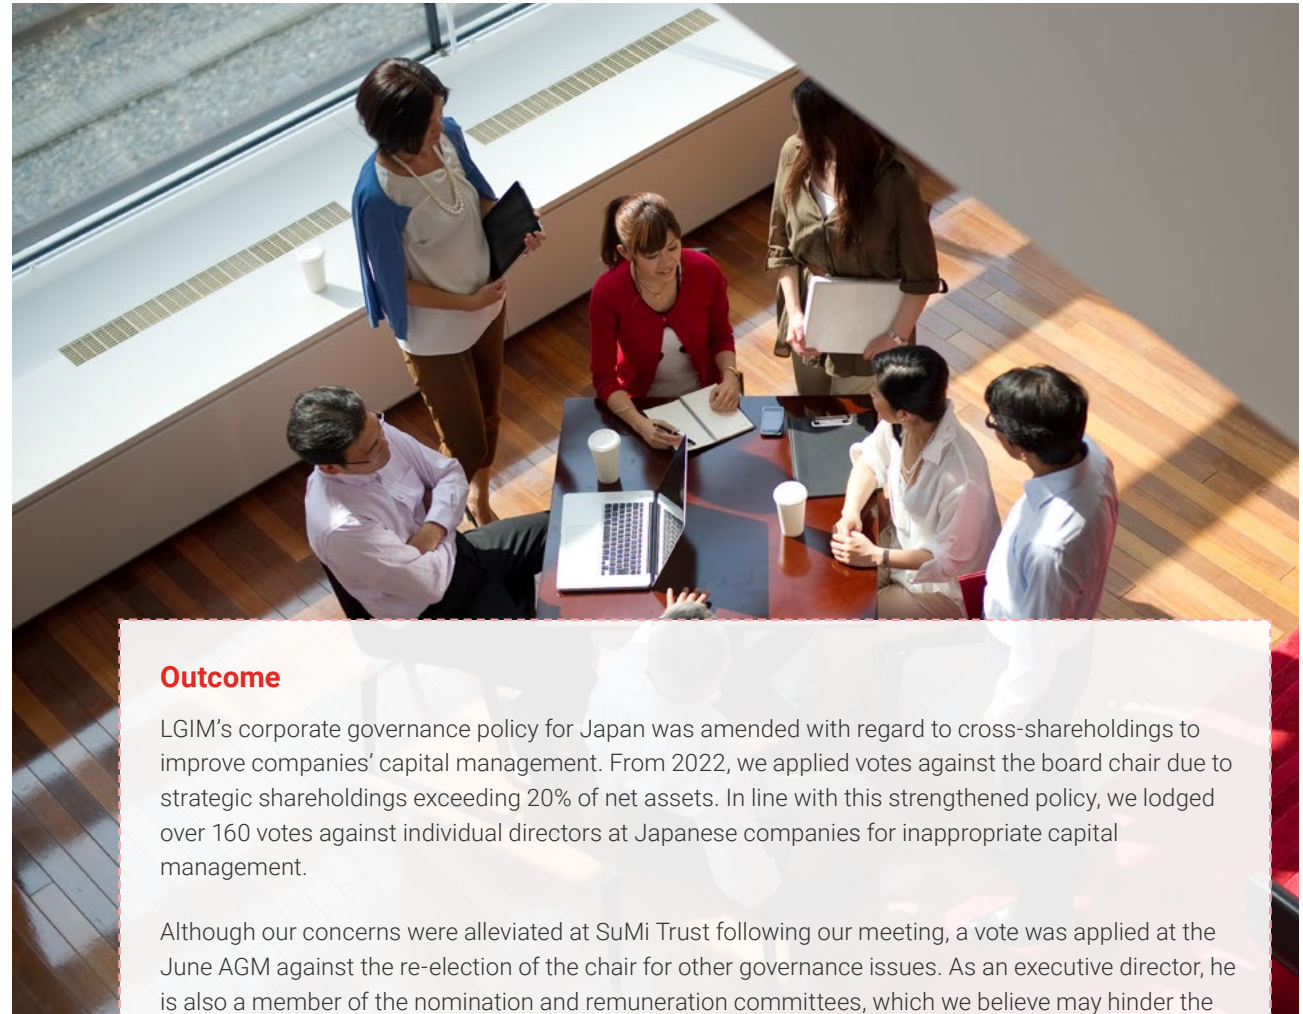 Outcome
LGIM’s corporate governance policy for Japan was amended with regard to cross-shareholdings to
improve companies’ capital management. From 2022, we applied votes against the board chair due to
strategic shareholdings exceeding 20% of net assets. In line with this strengthened policy, we lodged
over 160 votes against individual directors at Japanese companies for inappropriate capital
management.
Although our concerns were alleviated at SuMi Trust following our meeting, a vote was applied at the
June AGM against the re-election of the chair for other governance issues. As an executive director, he
is also a member of the nomination and remuneration committees, which we believe may hinder the